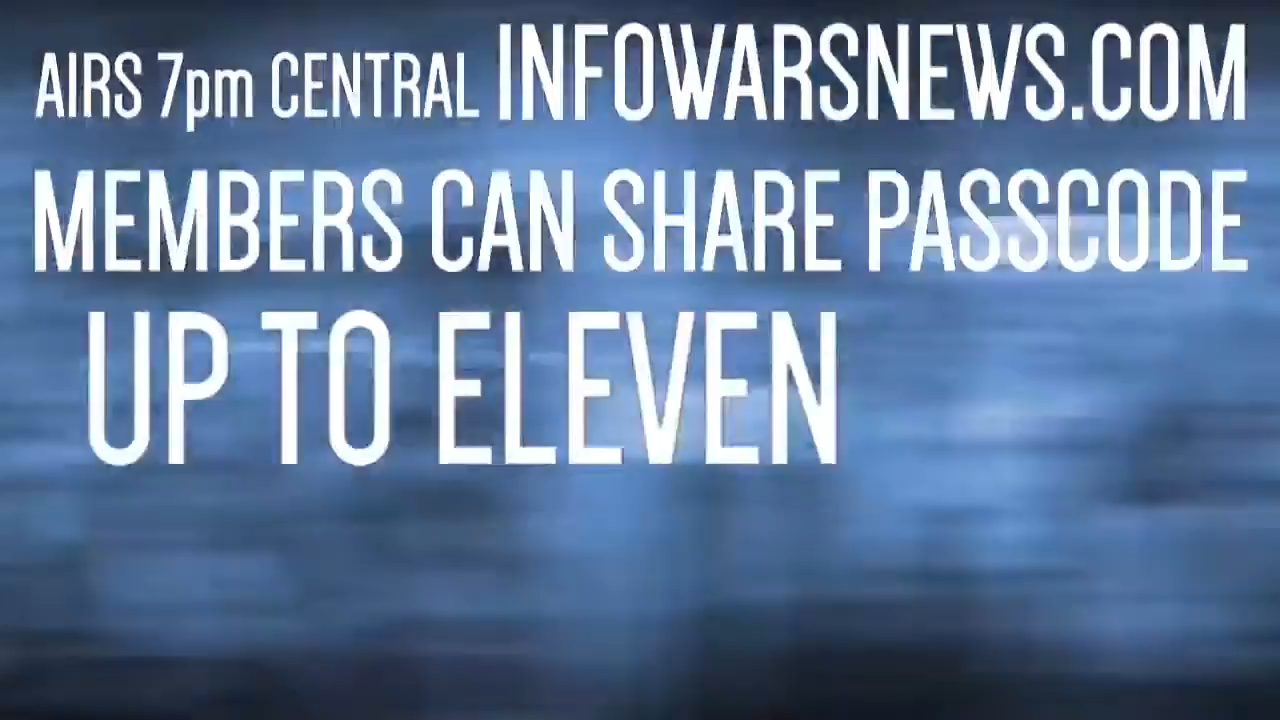 AIRS 7pm CENTRAL INFOWARSNEWS.COM
MEMBERS CAN SHARE PASSCODE
UP TO ELEVEN